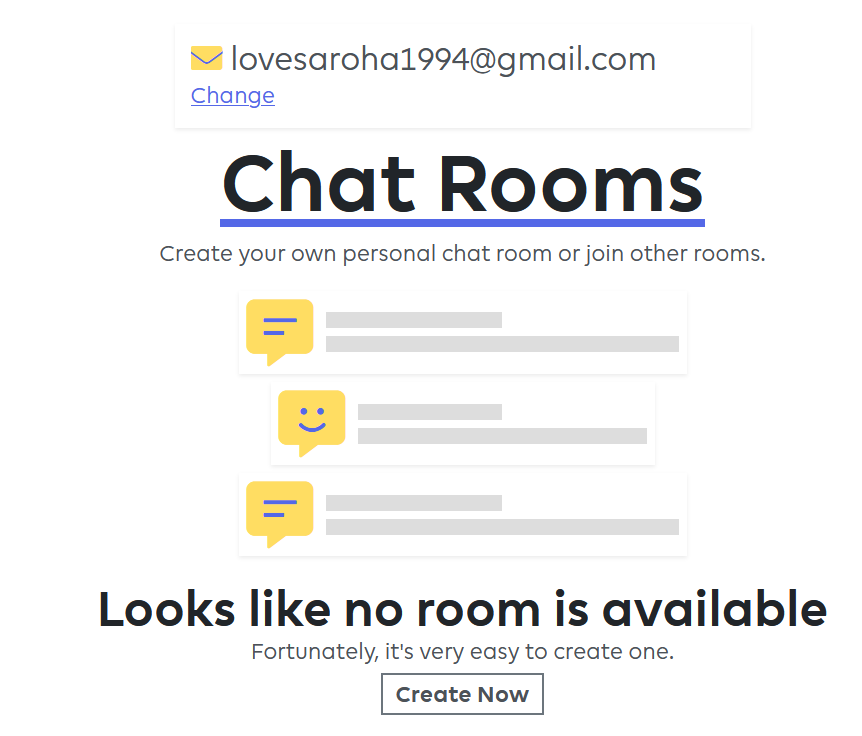 lovesaroha1994@gmail.com
Change
Chat Rooms
Create your own personal chat room or join other rooms.
Looks like no room is available
Fortunately, it's very easy to create one.
Create Now